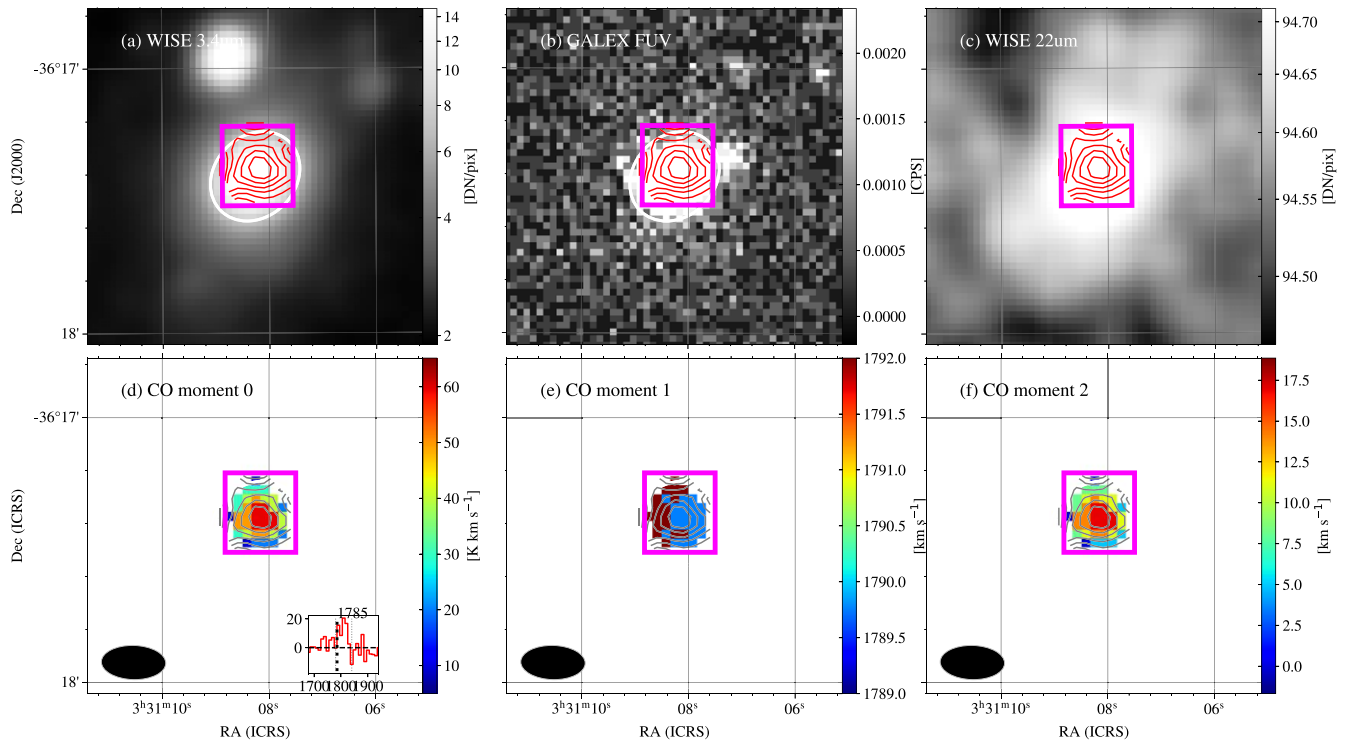 (a) WISE 3.4um
(b) GALEX FUV
(c) WISE 22um
-36°17'
18'
Dec (J2000)
14
12
10
8
6
4
2
[DN/pix]
0.0020
0.0015
0.0010
0.0005
0.0000
[CPS]
94.70
94.65
94.60
94.55
94.50
[DN/pix]
(d) CO moment 0
(e) CO moment 1
(f) CO moment 2
-36°17'
18'
Dec (ICRS)
60
50
40
30
20
10
[K km s⁻¹]
1792.0
1791.5
1791.0
1790.5
1790.0
1789.5
1789.0
[km s⁻¹]
17.5
15.0
12.5
10.0
7.5
5.0
2.5
0.0
[km s⁻¹]
1785
20
0
1700 1800 1900
3ʰ31ᵐ10ˢ 08ˢ 06ˢ
3ʰ31ᵐ10ˢ 08ˢ 06ˢ
3ʰ31ᵐ10ˢ 08ˢ 06ˢ
RA (ICRS)
RA (ICRS)
RA (ICRS)